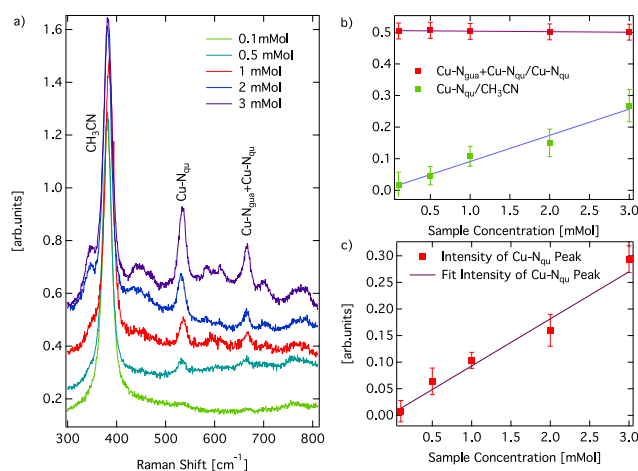 a)
[arb.units]
1.6
1.4
1.2
1.0
0.8
0.6
0.4
0.2
0.1 mMol
0.5 mMol
1 mMol
2 mMol
3 mMol
CH3CN
Cu-Nqu
Cu-Ngua+Cu-Nqu
300 400 500 600 700 800
Raman Shift [cm-1]
b)
0.5
0.4
0.3
0.2
0.1
0.0
Cu-Ngua+Cu-Nqu/Cu-Nqu
Cu-Nqu/CH3CN
0.5 1.0 1.5 2.0 2.5 3.0
Sample Concentration [mMol]
c)
[arb.units]
0.30
0.25
0.20
0.15
0.10
0.05
0.00
Intensity of Cu-Nqu Peak
Fit Intensity of Cu-Nqu Peak
0.5 1.0 1.5 2.0 2.5 3.0
Sample Concentration [mMol]